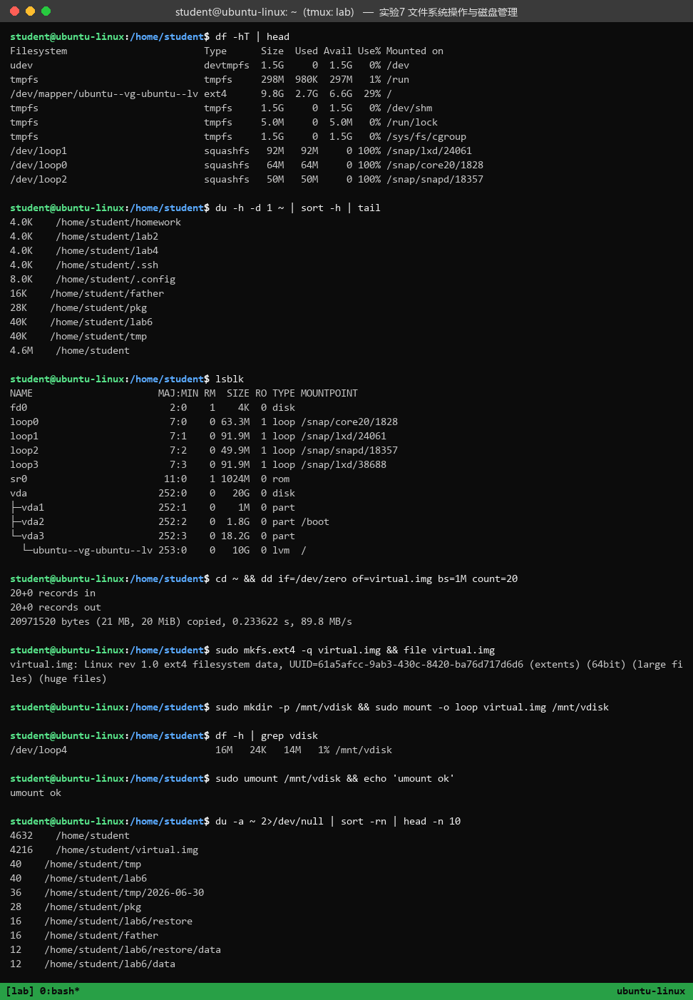 student@ubuntu-linux: ~  (tmux: lab)  —  实验7 文件系统操作与磁盘管理
student@ubuntu-linux:/home/student$ df -hT | head
Filesystem                        Type      Size  Used Avail Use% Mounted on
udev                              devtmpfs  1.5G     0  1.5G   0% /dev
tmpfs                             tmpfs     298M  980K  297M   1% /run
/dev/mapper/ubuntu--vg-ubuntu--lv ext4      9.8G  2.7G  6.6G  29% /
tmpfs                             tmpfs     1.5G     0  1.5G   0% /dev/shm
tmpfs                             tmpfs     5.0M     0  5.0M   0% /run/lock
tmpfs                             tmpfs     1.5G     0  1.5G   0% /sys/fs/cgroup
/dev/loop1                        squashfs   92M   92M     0 100% /snap/lxd/24061
/dev/loop0                        squashfs   64M   64M     0 100% /snap/core20/1828
/dev/loop2                        squashfs   50M   50M     0 100% /snap/snapd/18357
student@ubuntu-linux:/home/student$ du -h -d 1 ~ | sort -h | tail
4.0K    /home/student/homework
4.0K    /home/student/lab2
4.0K    /home/student/lab4
4.0K    /home/student/.ssh
8.0K    /home/student/.config
16K    /home/student/father
28K    /home/student/pkg
40K    /home/student/lab6
40K    /home/student/tmp
4.6M    /home/student
student@ubuntu-linux:/home/student$ lsblk
NAME                      MAJ:MIN RM  SIZE RO TYPE MOUNTPOINT
fd0                         2:0    1    4K  0 disk
loop0                       7:0    0 63.3M  1 loop /snap/core20/1828
loop1                       7:1    0 91.9M  1 loop /snap/lxd/24061
loop2                       7:2    0 49.9M  1 loop /snap/snapd/18357
loop3                       7:3    0 91.9M  1 loop /snap/lxd/38688
sr0                        11:0    1 1024M  0 rom
vda                       252:0    0   20G  0 disk
├─vda1                    252:1    0    1M  0 part
├─vda2                    252:2    0  1.8G  0 part /boot
└─vda3                    252:3    0 18.2G  0 part
  └─ubuntu--vg-ubuntu--lv 253:0    0   10G  0 lvm  /
student@ubuntu-linux:/home/student$ cd ~ && dd if=/dev/zero of=virtual.img bs=1M count=20
20+0 records in
20+0 records out
20971520 bytes (21 MB, 20 MiB) copied, 0.233622 s, 89.8 MB/s
student@ubuntu-linux:/home/student$ sudo mkfs.ext4 -q virtual.img && file virtual.img
virtual.img: Linux rev 1.0 ext4 filesystem data, UUID=61a5afcc-9ab3-430c-8420-ba76d717d6d6 (extents) (64bit) (large fi
les) (huge files)
student@ubuntu-linux:/home/student$ sudo mkdir -p /mnt/vdisk && sudo mount -o loop virtual.img /mnt/vdisk
student@ubuntu-linux:/home/student$ df -h | grep vdisk
/dev/loop4                          16M   24K   14M   1% /mnt/vdisk
student@ubuntu-linux:/home/student$ sudo umount /mnt/vdisk && echo 'umount ok'
umount ok
student@ubuntu-linux:/home/student$ du -a ~ 2>/dev/null | sort -rn | head -n 10
4632    /home/student
4216    /home/student/virtual.img
40    /home/student/tmp
40    /home/student/lab6
36    /home/student/tmp/2026-06-30
28    /home/student/pkg
16    /home/student/lab6/restore
16    /home/student/father
12    /home/student/lab6/restore/data
12    /home/student/lab6/data
[lab] 0:bash* ubuntu-linux